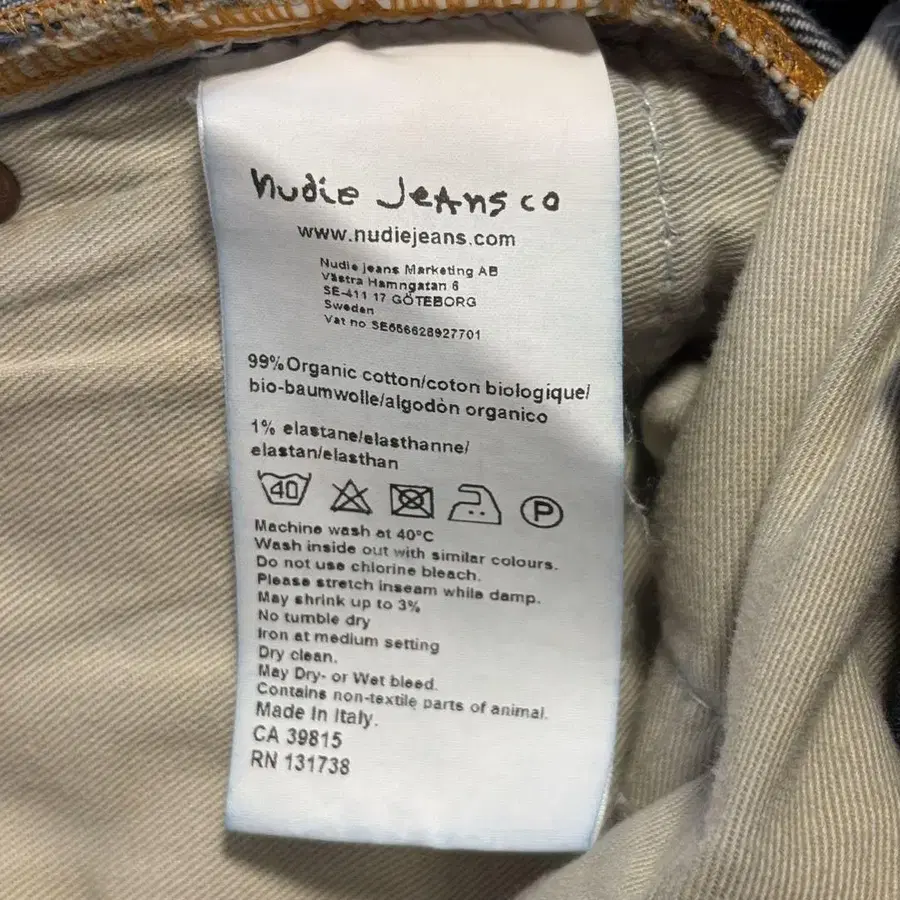 nudie Jeans co
www.nudiejeans.com
Nudie jeans Marketing AB
Västra Hamngatan 6
SE-411 17 GÖTEBORG
Sweden
Vat no SE556628927701
99% Organic cotton/coton biologique/
bio-baumwolle/algodòn organico
1% elastane/elasthanne/
elastan/elasthan
40
P
Machine wash at 40°C
Wash inside out with similar colours.
Do not use chlorine bleach.
Please stretch inseam while damp.
May shrink up to 3%
No tumble dry
Iron at medium setting
Dry clean.
May Dry- or Wet bleed.
Contains non-textile parts of animal.
Made In Italy.
CA 39815
RN 131738